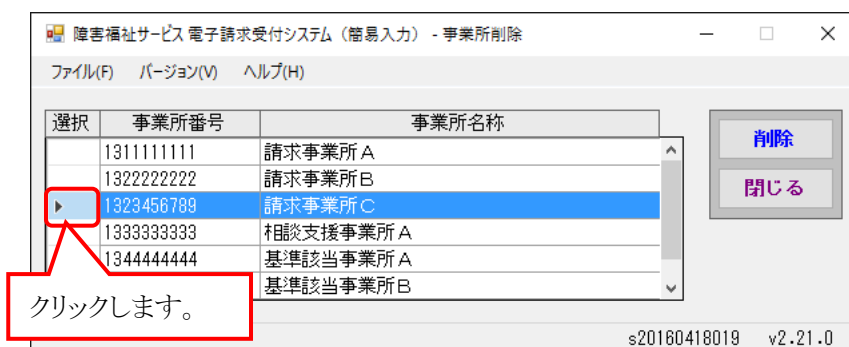 障害福祉サービス 電子請求受付システム（簡易入力） - 事業所削除
ファイル(F) バージョン(V) ヘルプ(H)
選択 事業所番号 事業所名称
1311111111 請求事業所Ａ
1322222222 請求事業所Ｂ
1323456789 請求事業所Ｃ
1333333333 相談支援事業所Ａ
1344444444 基準該当事業所Ａ
基準該当事業所Ｂ
削除
閉じる
クリックします。
s20160418019 v2.21.0